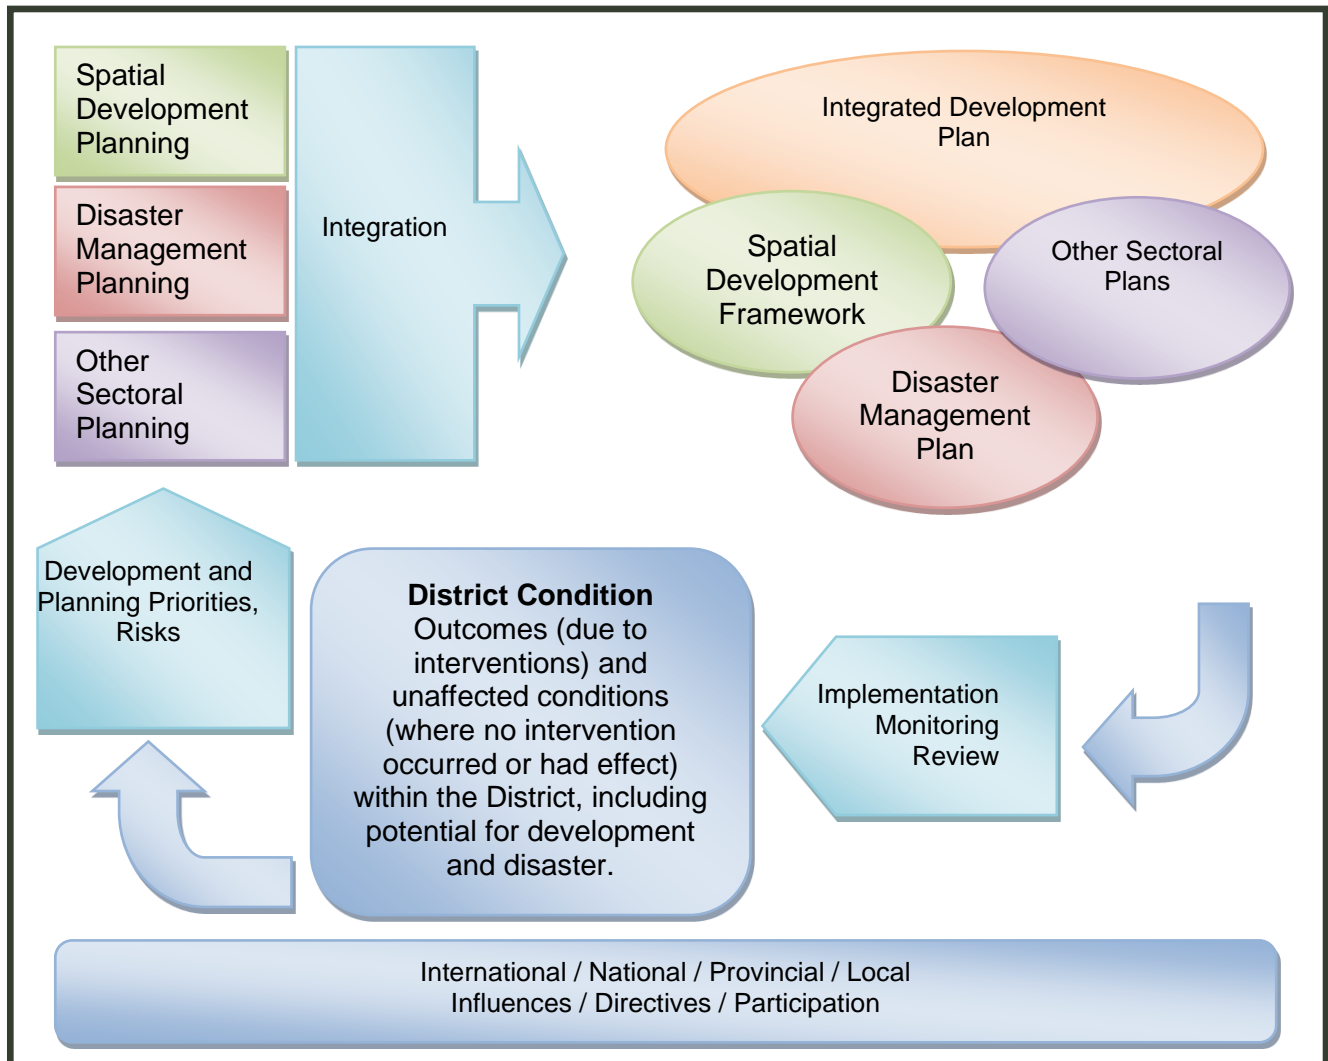 Spatial
Development
Planning
Disaster
Management
Planning
Other
Sectoral
Planning
Integration
Integrated Development
Plan
Spatial
Development
Framework
Other Sectoral
Plans
Disaster
Management
Plan
Development and
Planning Priorities,
Risks
District Condition
Outcomes (due to
interventions) and
unaffected conditions
(where no intervention
occurred or had effect)
within the District, including
potential for development
and disaster.
Implementation
Monitoring
Review
International / National / Provincial / Local
Influences / Directives / Participation